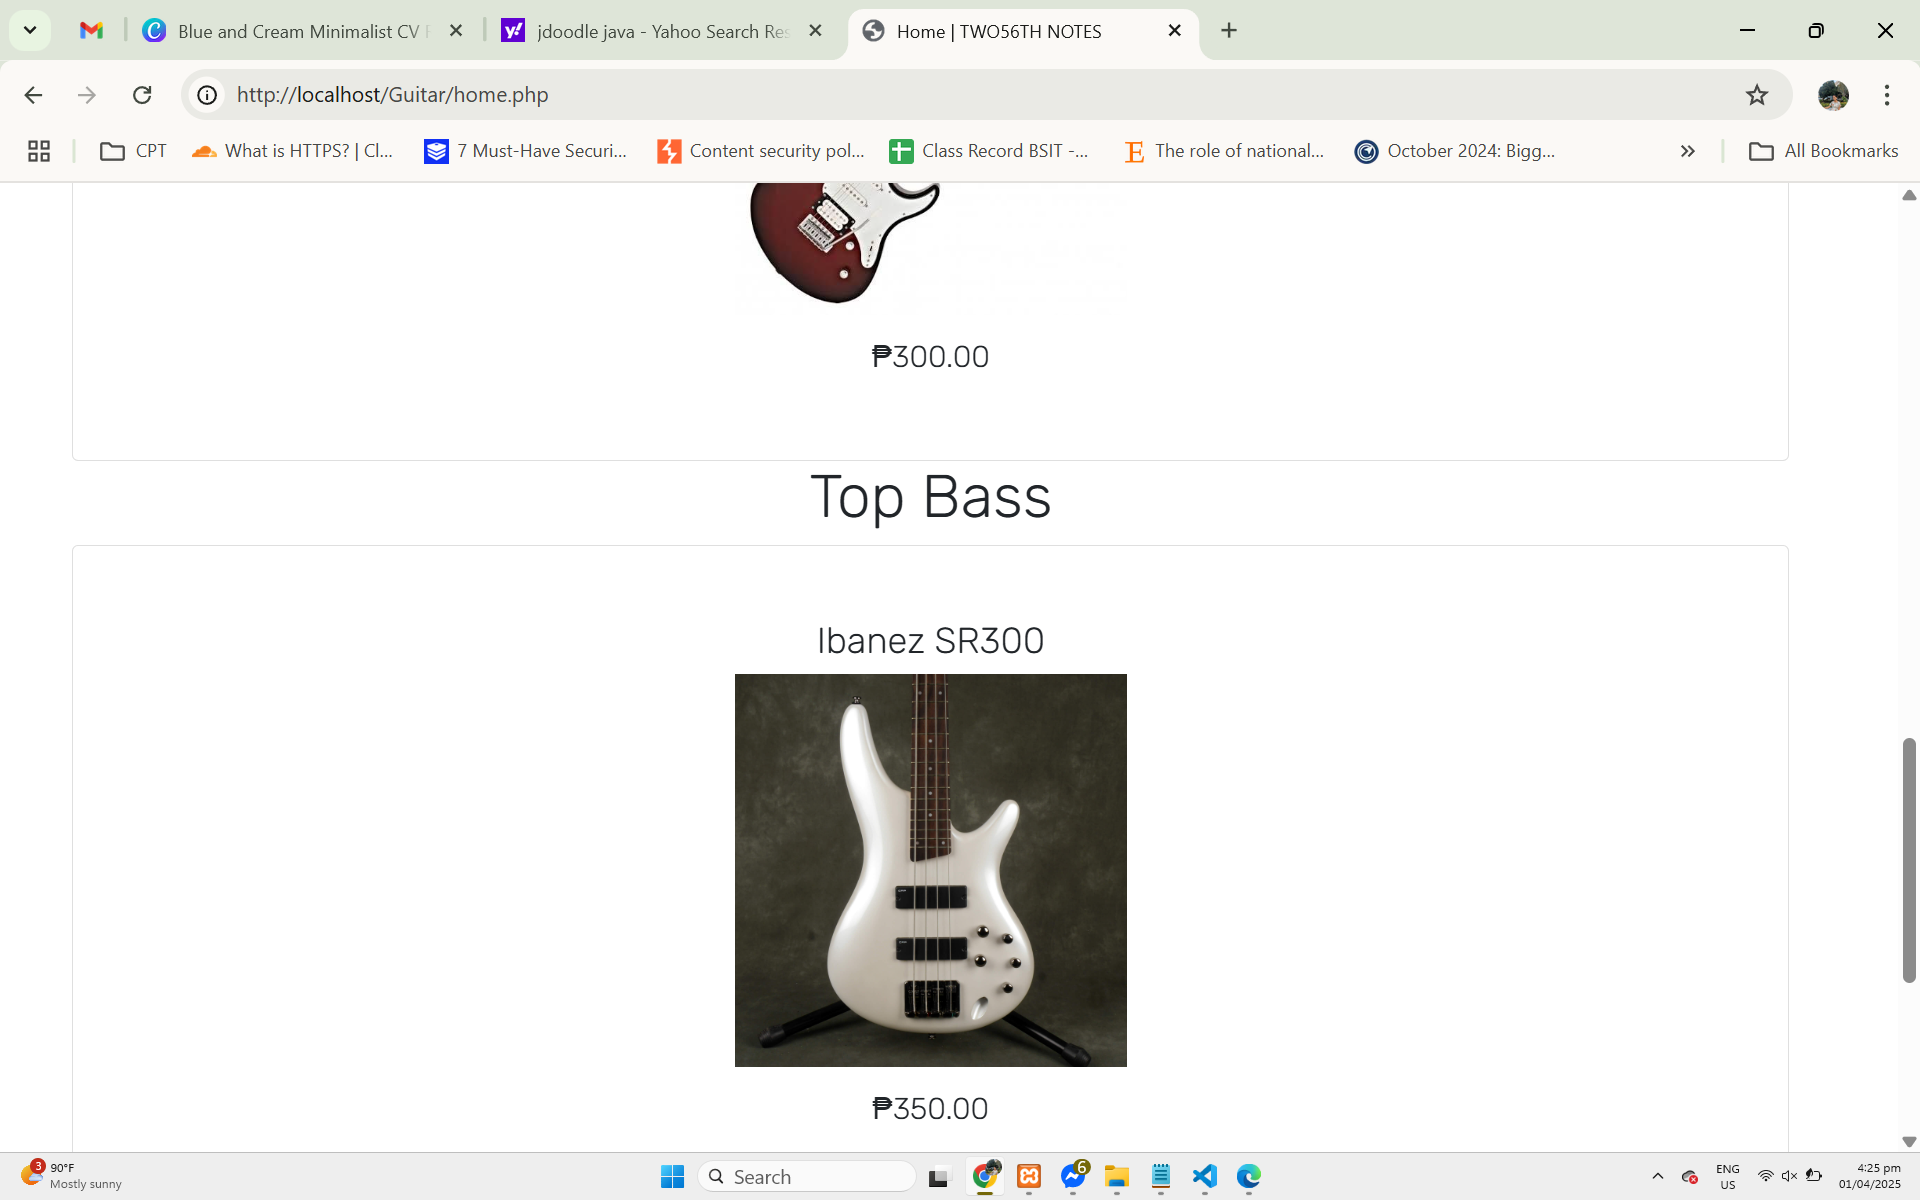 Blue and Cream Minimalist CV
jdoodle java - Yahoo Search Res
Home | TWO56TH NOTES
http://localhost/Guitar/home.php
CPT
What is HTTPS? | Cl...
7 Must-Have Securi...
Content security pol...
Class Record BSIT -...
The role of national...
October 2024: Bigg...
All Bookmarks
₱300.00
Top Bass
Ibanez SR300
₱350.00
3
90°F
Mostly sunny
Search
6
ENG
US
4:25 pm
01/04/2025